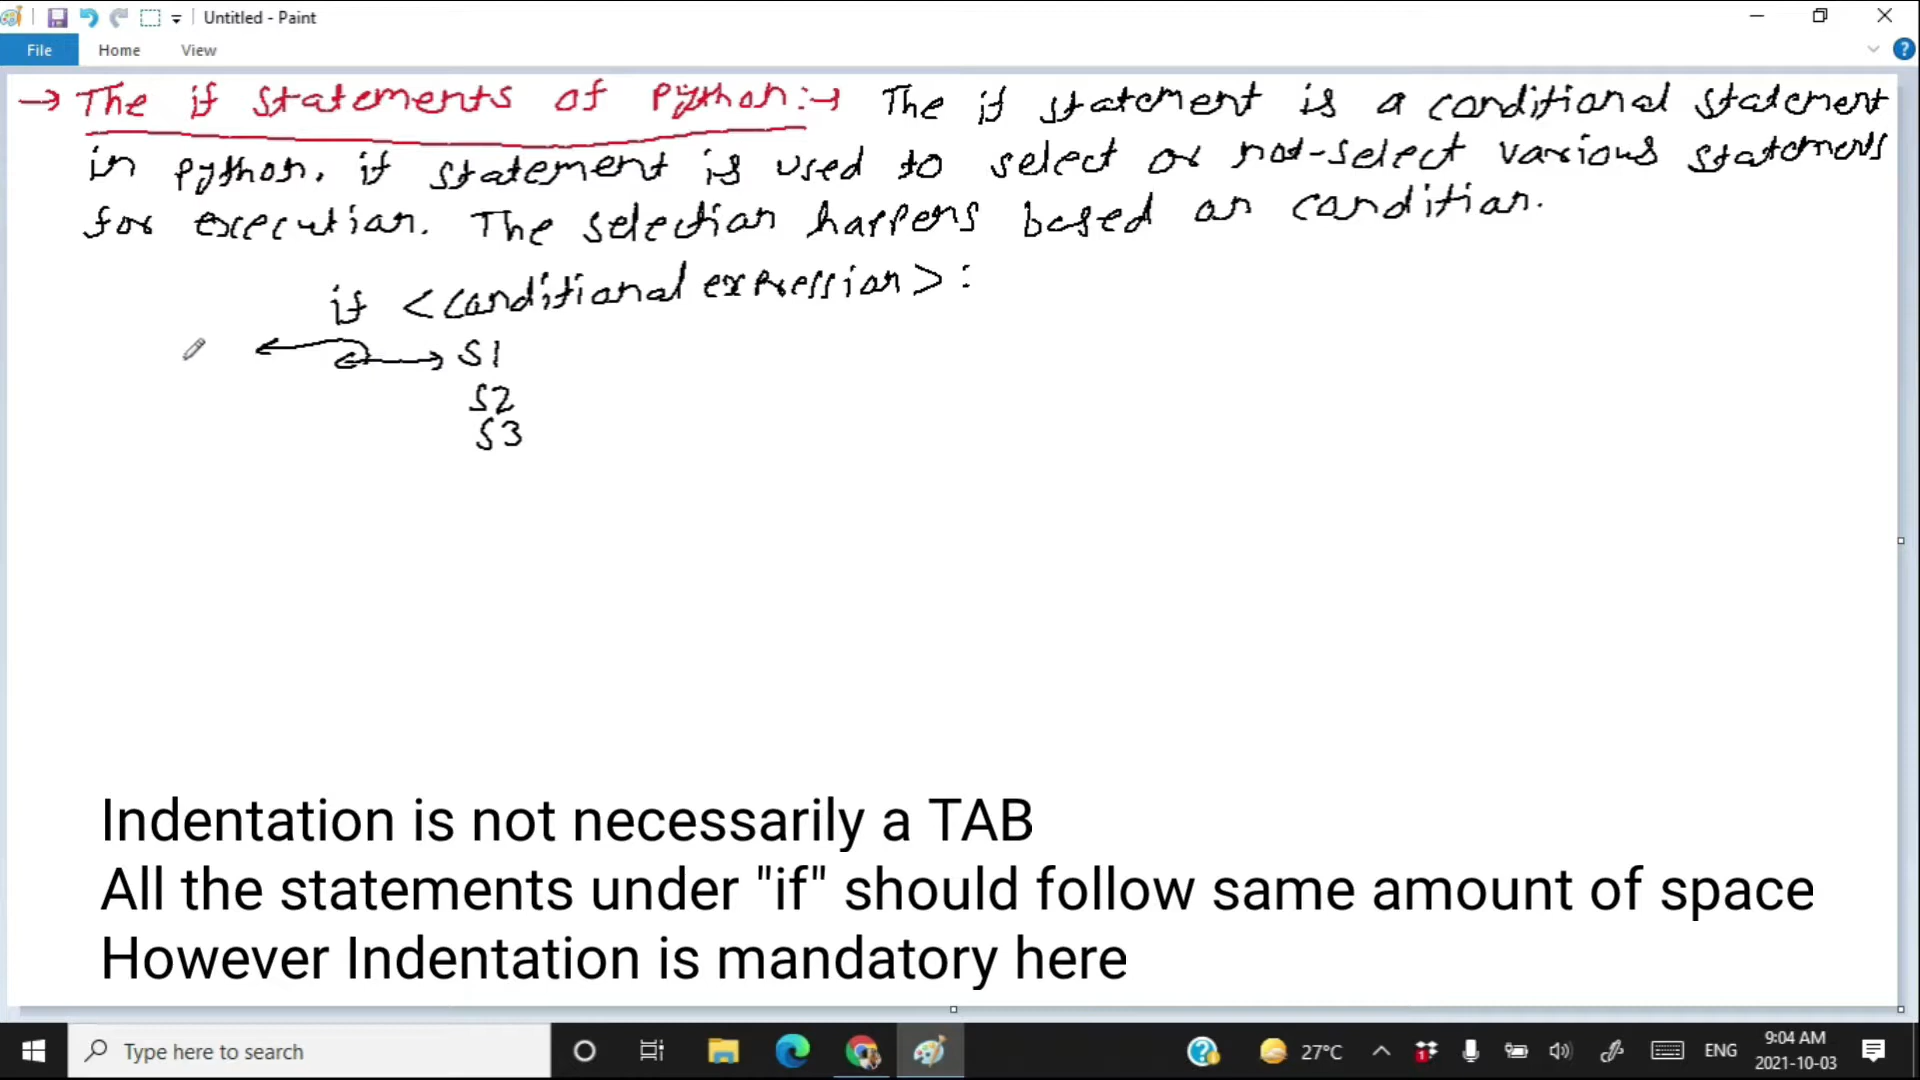 Untitled - Paint
File Home View
→ The if statements of Python:→ The if statement is a conditional statement
in python. if statement is used to select or not-select various statements
for execution. The selection happens based on condition.
if <conditional expression>:
S1
S2
S3
Indentation is not necessarily a TAB
All the statements under "if" should follow same amount of space
However Indentation is mandatory here
Type here to search
27°C
ENG
9:04 AM
2021-10-03